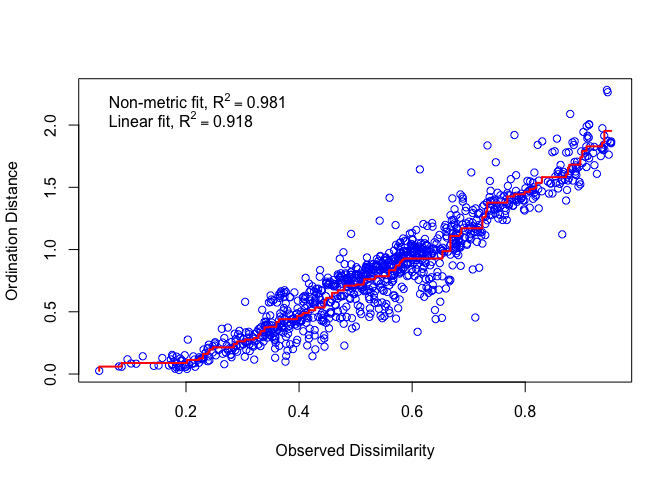 Non-metric fit, R² = 0.981
Linear fit, R² = 0.918
Ordination Distance
2.0
1.5
1.0
0.5
0.0
0.2 0.4 0.6 0.8
Observed Dissimilarity